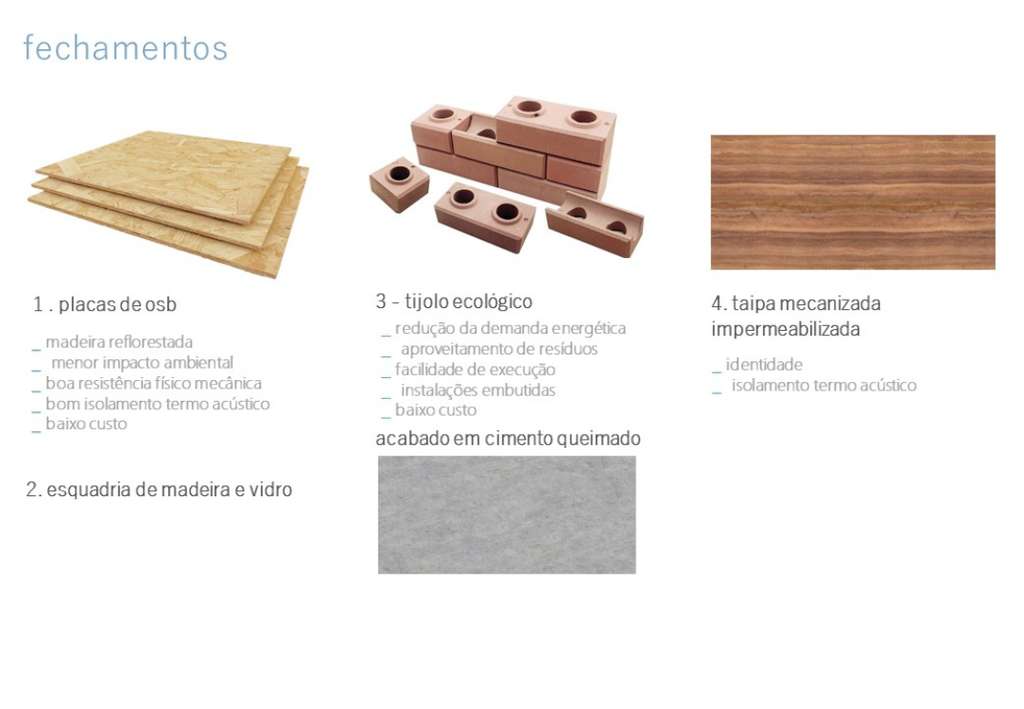 fechamentos
1 . placas de osb
_ madeira reflorestada
_ menor impacto ambiental
_ boa resistência físico mecânica
_ bom isolamento termo acústico
_ baixo custo
2. esquadria de madeira e vidro
3 - tijolo ecológico
_ redução da demanda energética
_ aproveitamento de resíduos
_ facilidade de execução
_ instalações embutidas
_ baixo custo
acabado em cimento queimado
4. taipa mecanizada
impermeabilizada
_ identidade
_ isolamento termo acústico